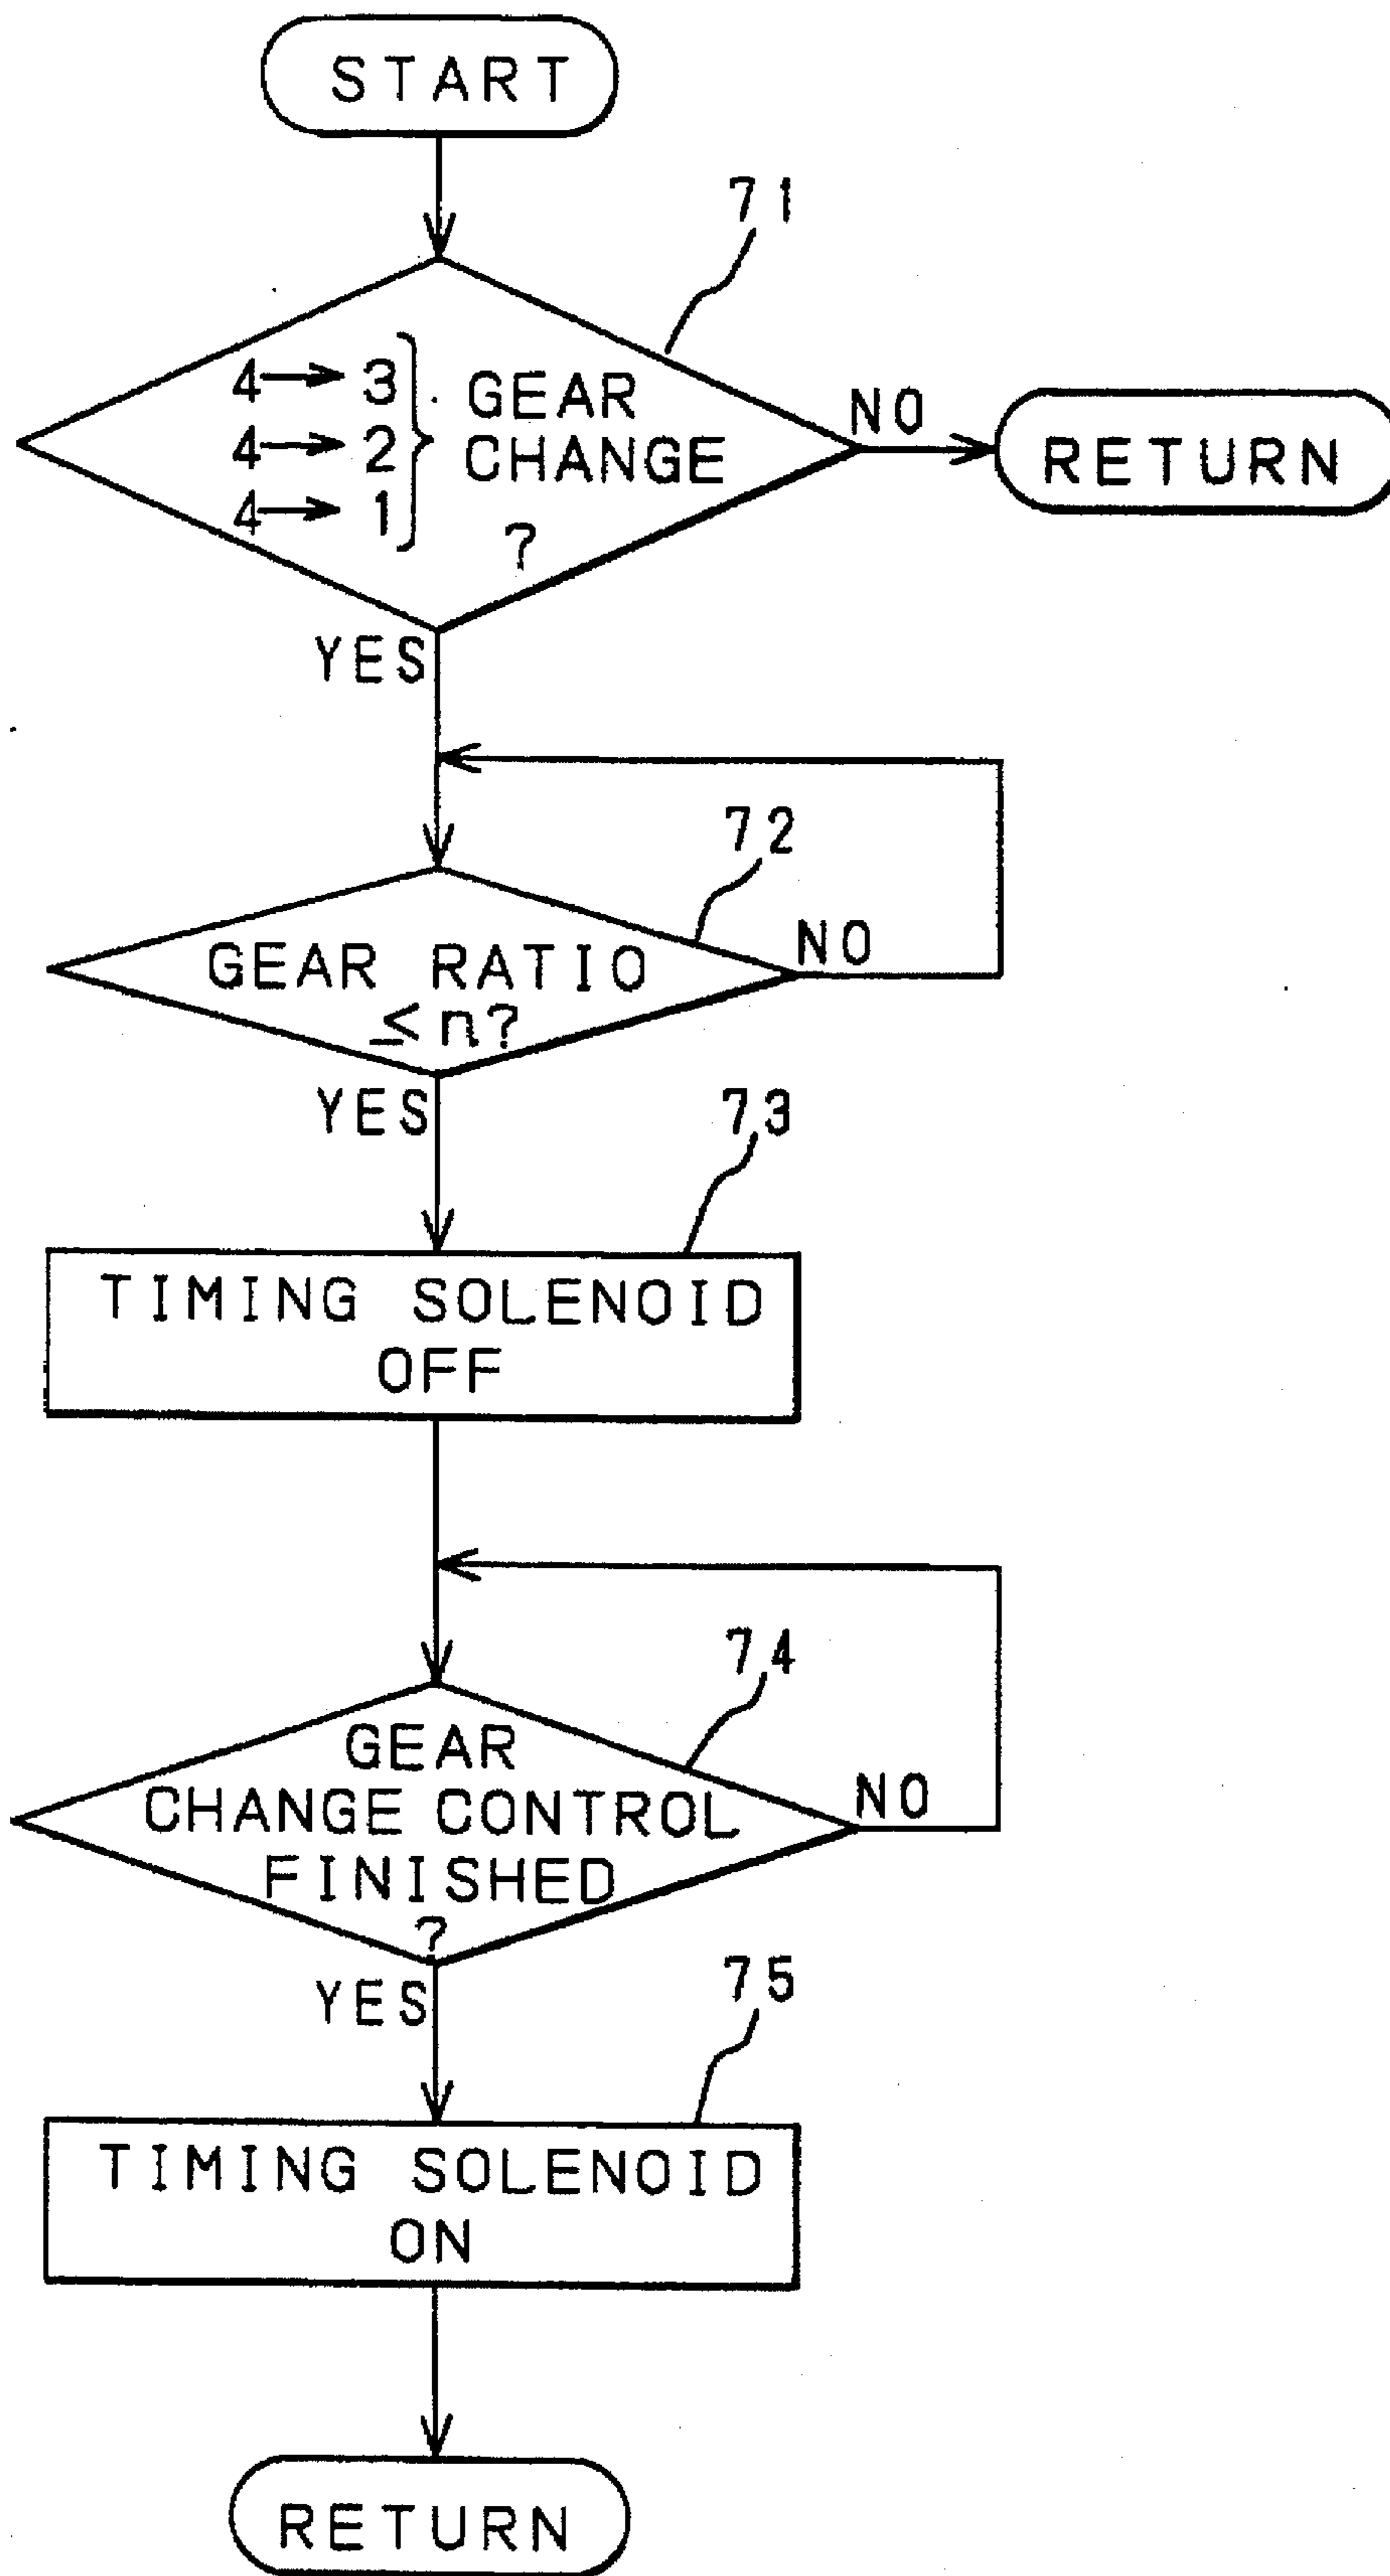 START
71
4→3
4→2
4→1
GEAR
CHANGE
?
NO
RETURN
YES
72
GEAR RATIO
≤n?
NO
YES
73
TIMING SOLENOID
OFF
74
GEAR
CHANGE CONTROL
FINISHED
?
NO
YES
75
TIMING SOLENOID
ON
RETURN